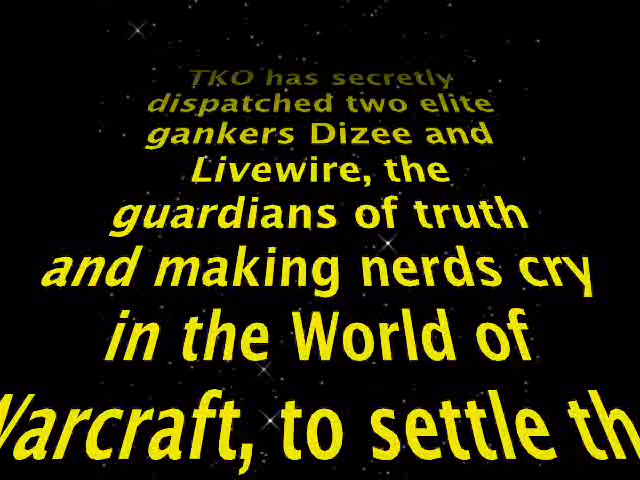 TKO has secretly
dispatched two elite
gankers Dizee and
Livewire, the
guardians of truth
and making nerds cry
in the World of
Warcraft, to settle th